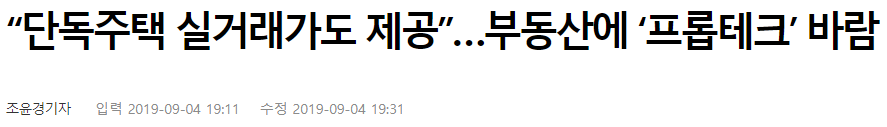 “단독주택 실거래가도 제공”…부동산에 ‘프롭테크’ 바람
조윤경기자 입력 2019-09-04 19:11 수정 2019-09-04 19:31